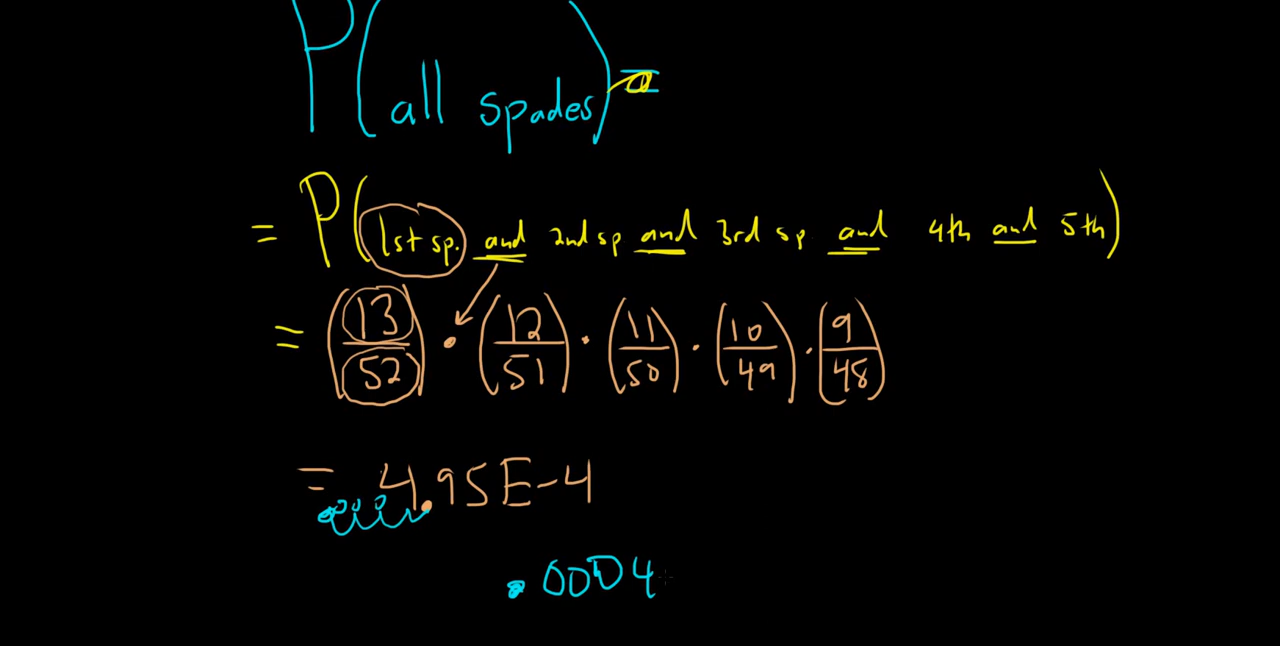 P(all spades) =
= P(1st sp. and 2nd sp and 3rd sp and 4th and 5th)
= (13/52) · (12/51) · (11/50) · (10/49) · (9/48)
= 4.95E-4
.0004